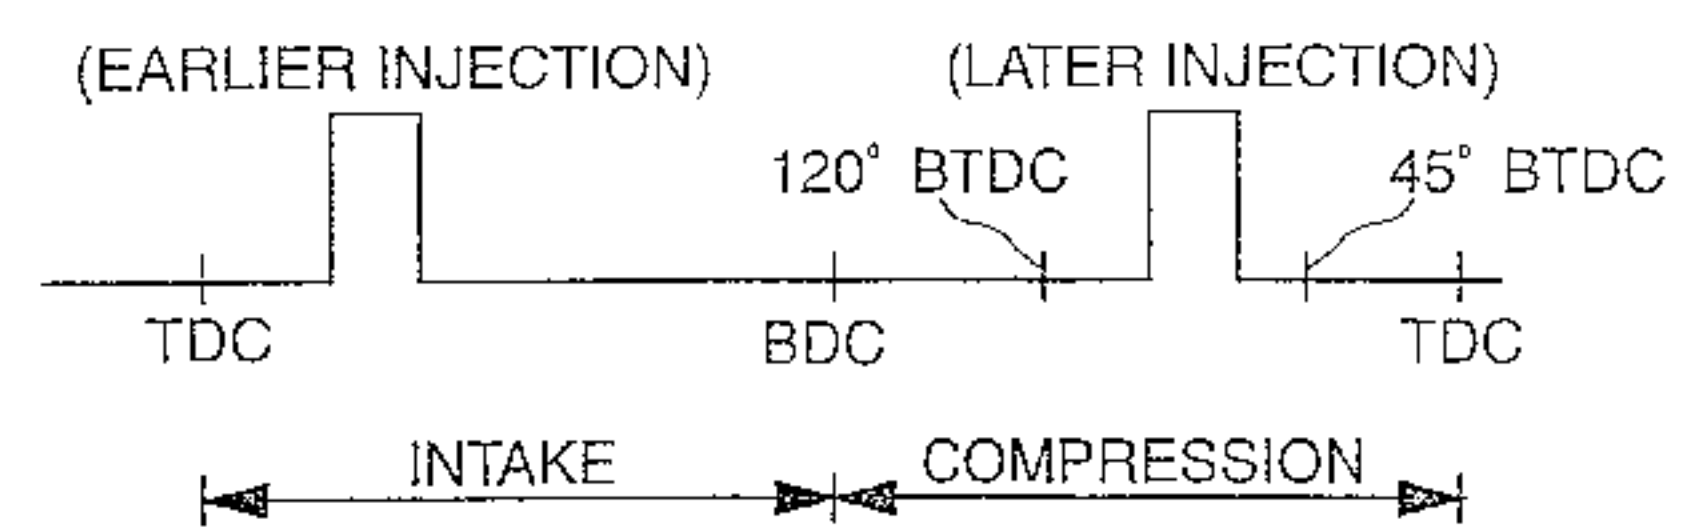 (EARLIER INJECTION) (LATER INJECTION)
120° BTDC 45° BTDC
TDC BDC TDC
INTAKE COMPRESSION